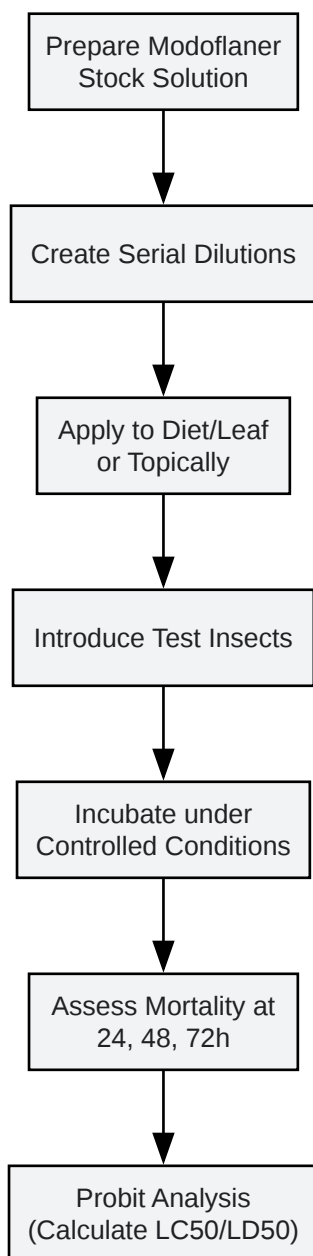 Prepare Modoflaner
Stock Solution
Create Serial Dilutions
Apply to Diet/Leaf
or Topically
Introduce Test Insects
Incubate under
Controlled Conditions
Assess Mortality at
24, 48, 72h
Probit Analysis
(Calculate LC50/LD50)